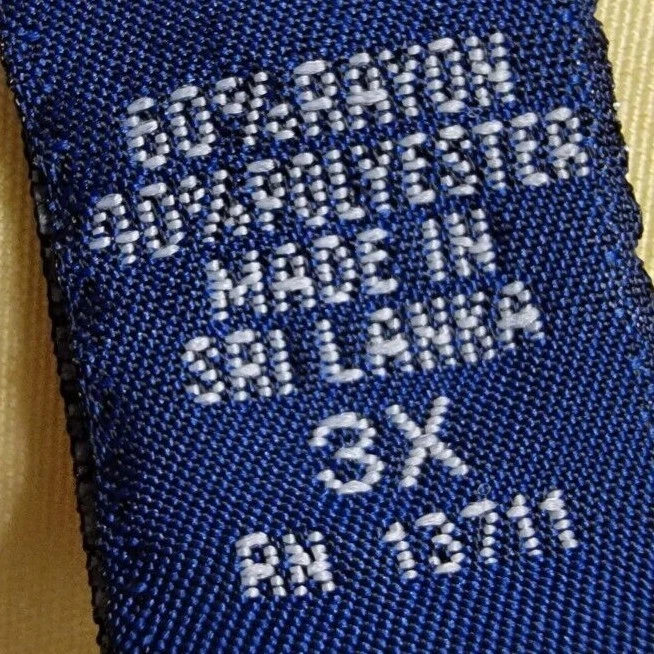 60%RAYON
40%POLYESTER
MADE IN
SRI LANKA
3X
RN 13711